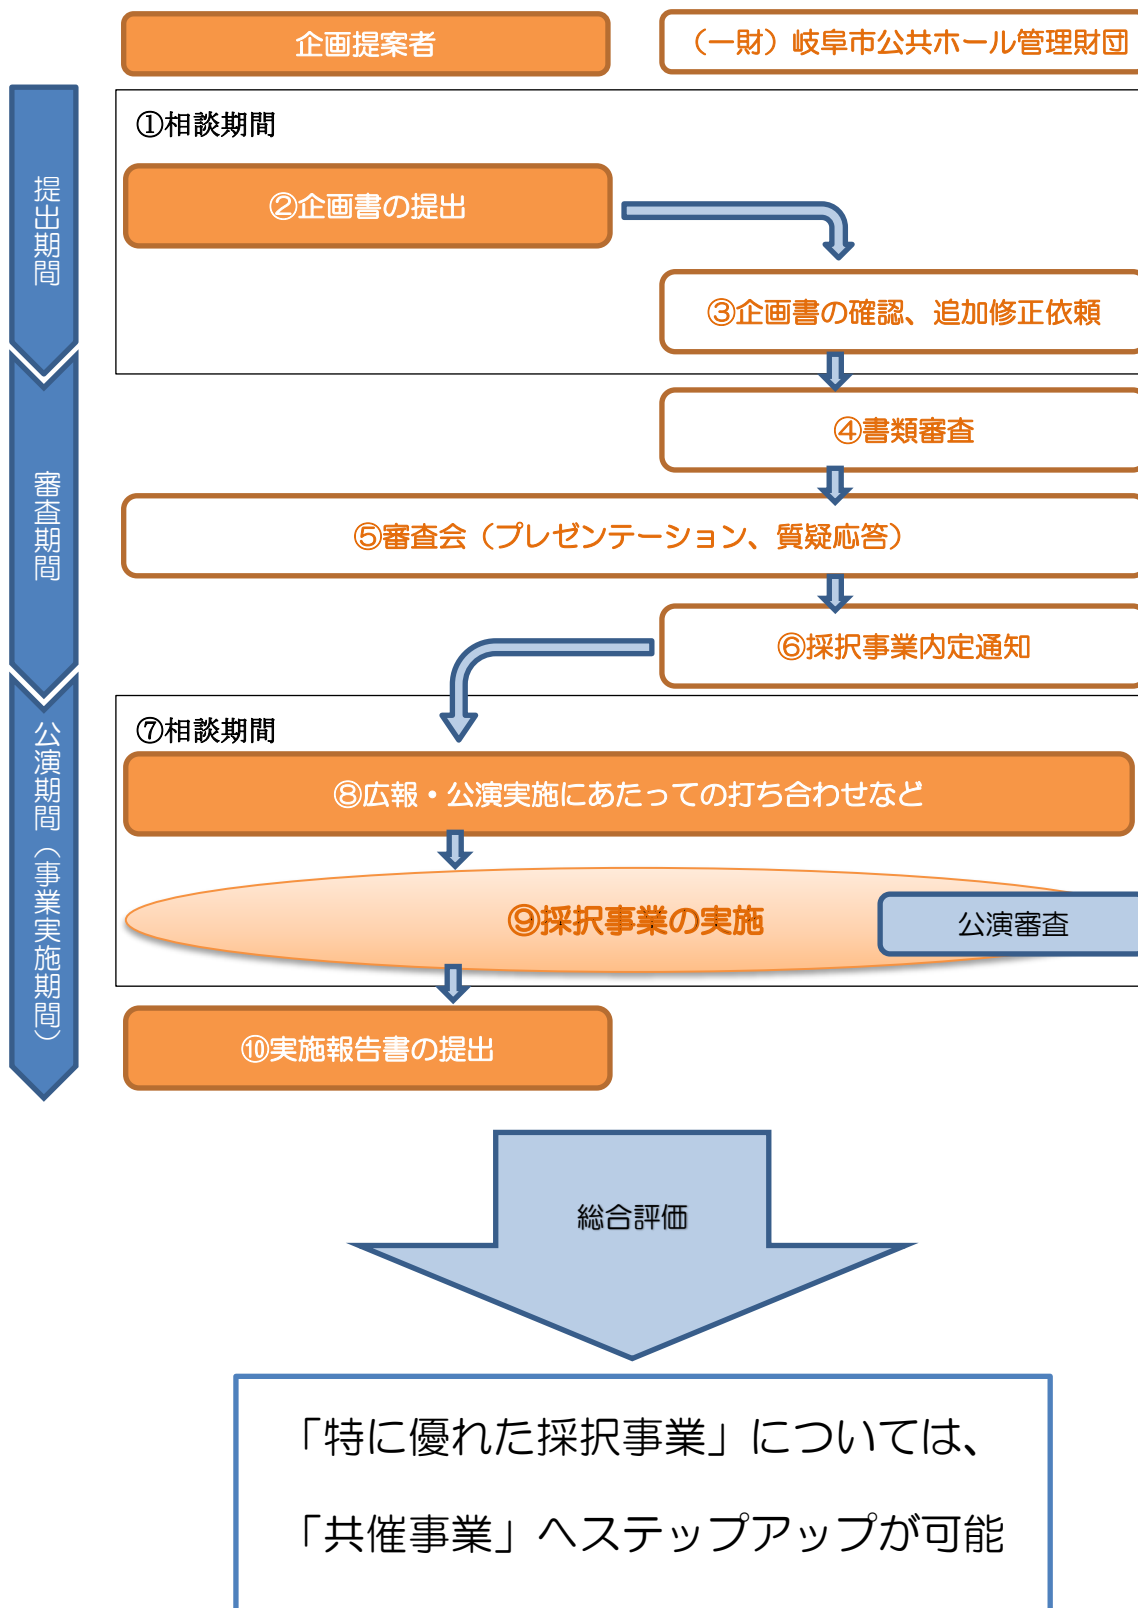 企画提案者
（一財）岐阜市公共ホール管理財団
提出期間
①相談期間
②企画書の提出
③企画書の確認、追加修正依頼
審査期間
④書類審査
⑤審査会（プレゼンテーション、質疑応答）
⑥採択事業内定通知
公演期間（事業実施期間）
⑦相談期間
⑧広報・公演実施にあたっての打ち合わせなど
⑨採択事業の実施
公演審査
⑩実施報告書の提出
総合評価
「特に優れた採択事業」については、
「共催事業」へステップアップが可能